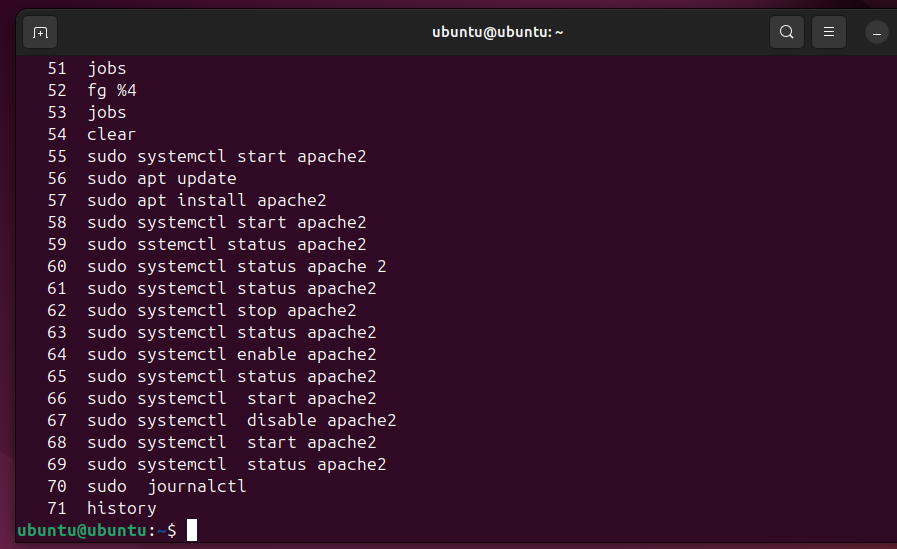 ubuntu@ubuntu: ~
51 jobs
52 fg %4
53 jobs
54 clear
55 sudo systemctl start apache2
56 sudo apt update
57 sudo apt install apache2
58 sudo systemctl start apache2
59 sudo sstemctl status apache2
60 sudo systemctl status apache 2
61 sudo systemctl status apache2
62 sudo systemctl stop apache2
63 sudo systemctl status apache2
64 sudo systemctl enable apache2
65 sudo systemctl status apache2
66 sudo systemctl  start apache2
67 sudo systemctl  disable apache2
68 sudo systemctl  start apache2
69 sudo systemctl  status apache2
70 sudo  journalctl
71 history
ubuntu@ubuntu:~$